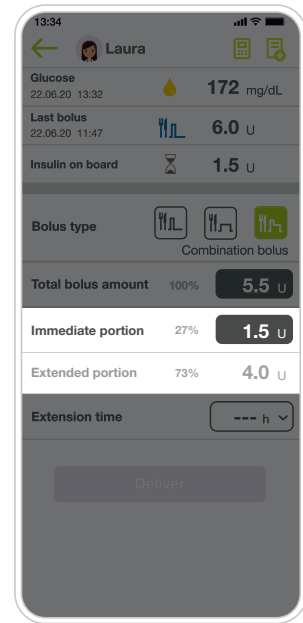 13:34
Laura
Glucose
22.06.20 13:32 172 mg/dL
Last bolus
22.06.20 11:47 6.0 U
Insulin on board 1.5 U
Bolus type
Combination bolus
Total bolus amount 100% 5.5 U
Immediate portion 27% 1.5 U
Extended portion 73% 4.0 U
Extension time --- h
Deliver